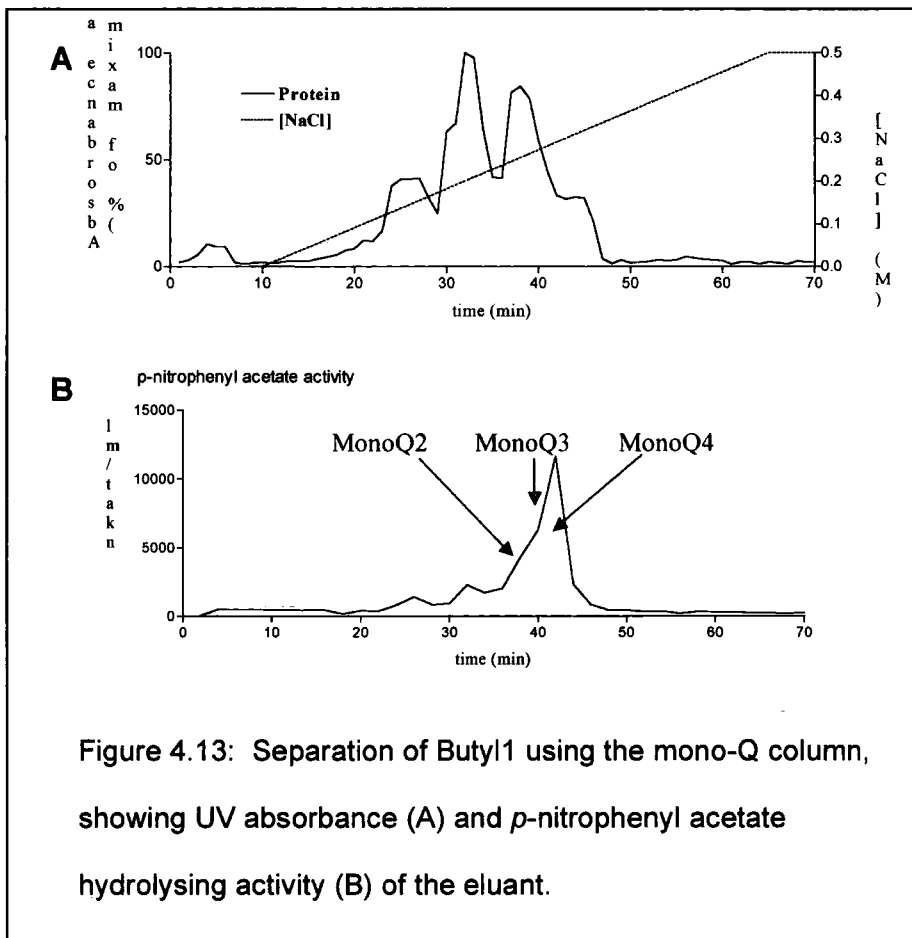 A
Absorbance a
(% of maxim
100
50
0
Protein
[NaCl]
0 10 20 30 40 50 60 70
time (min)
0.5
0.4
0.3
0.2
0.1
0.0
[NaCl] (M)
B
p-nitrophenyl acetate activity
nkat/ml
15000
10000
5000
0
MonoQ2 MonoQ3 MonoQ4
0 10 20 30 40 50 60 70
time (min)
Figure 4.13: Separation of Butyl1 using the mono-Q column,
showing UV absorbance (A) and p-nitrophenyl acetate
hydrolysing activity (B) of the eluant.